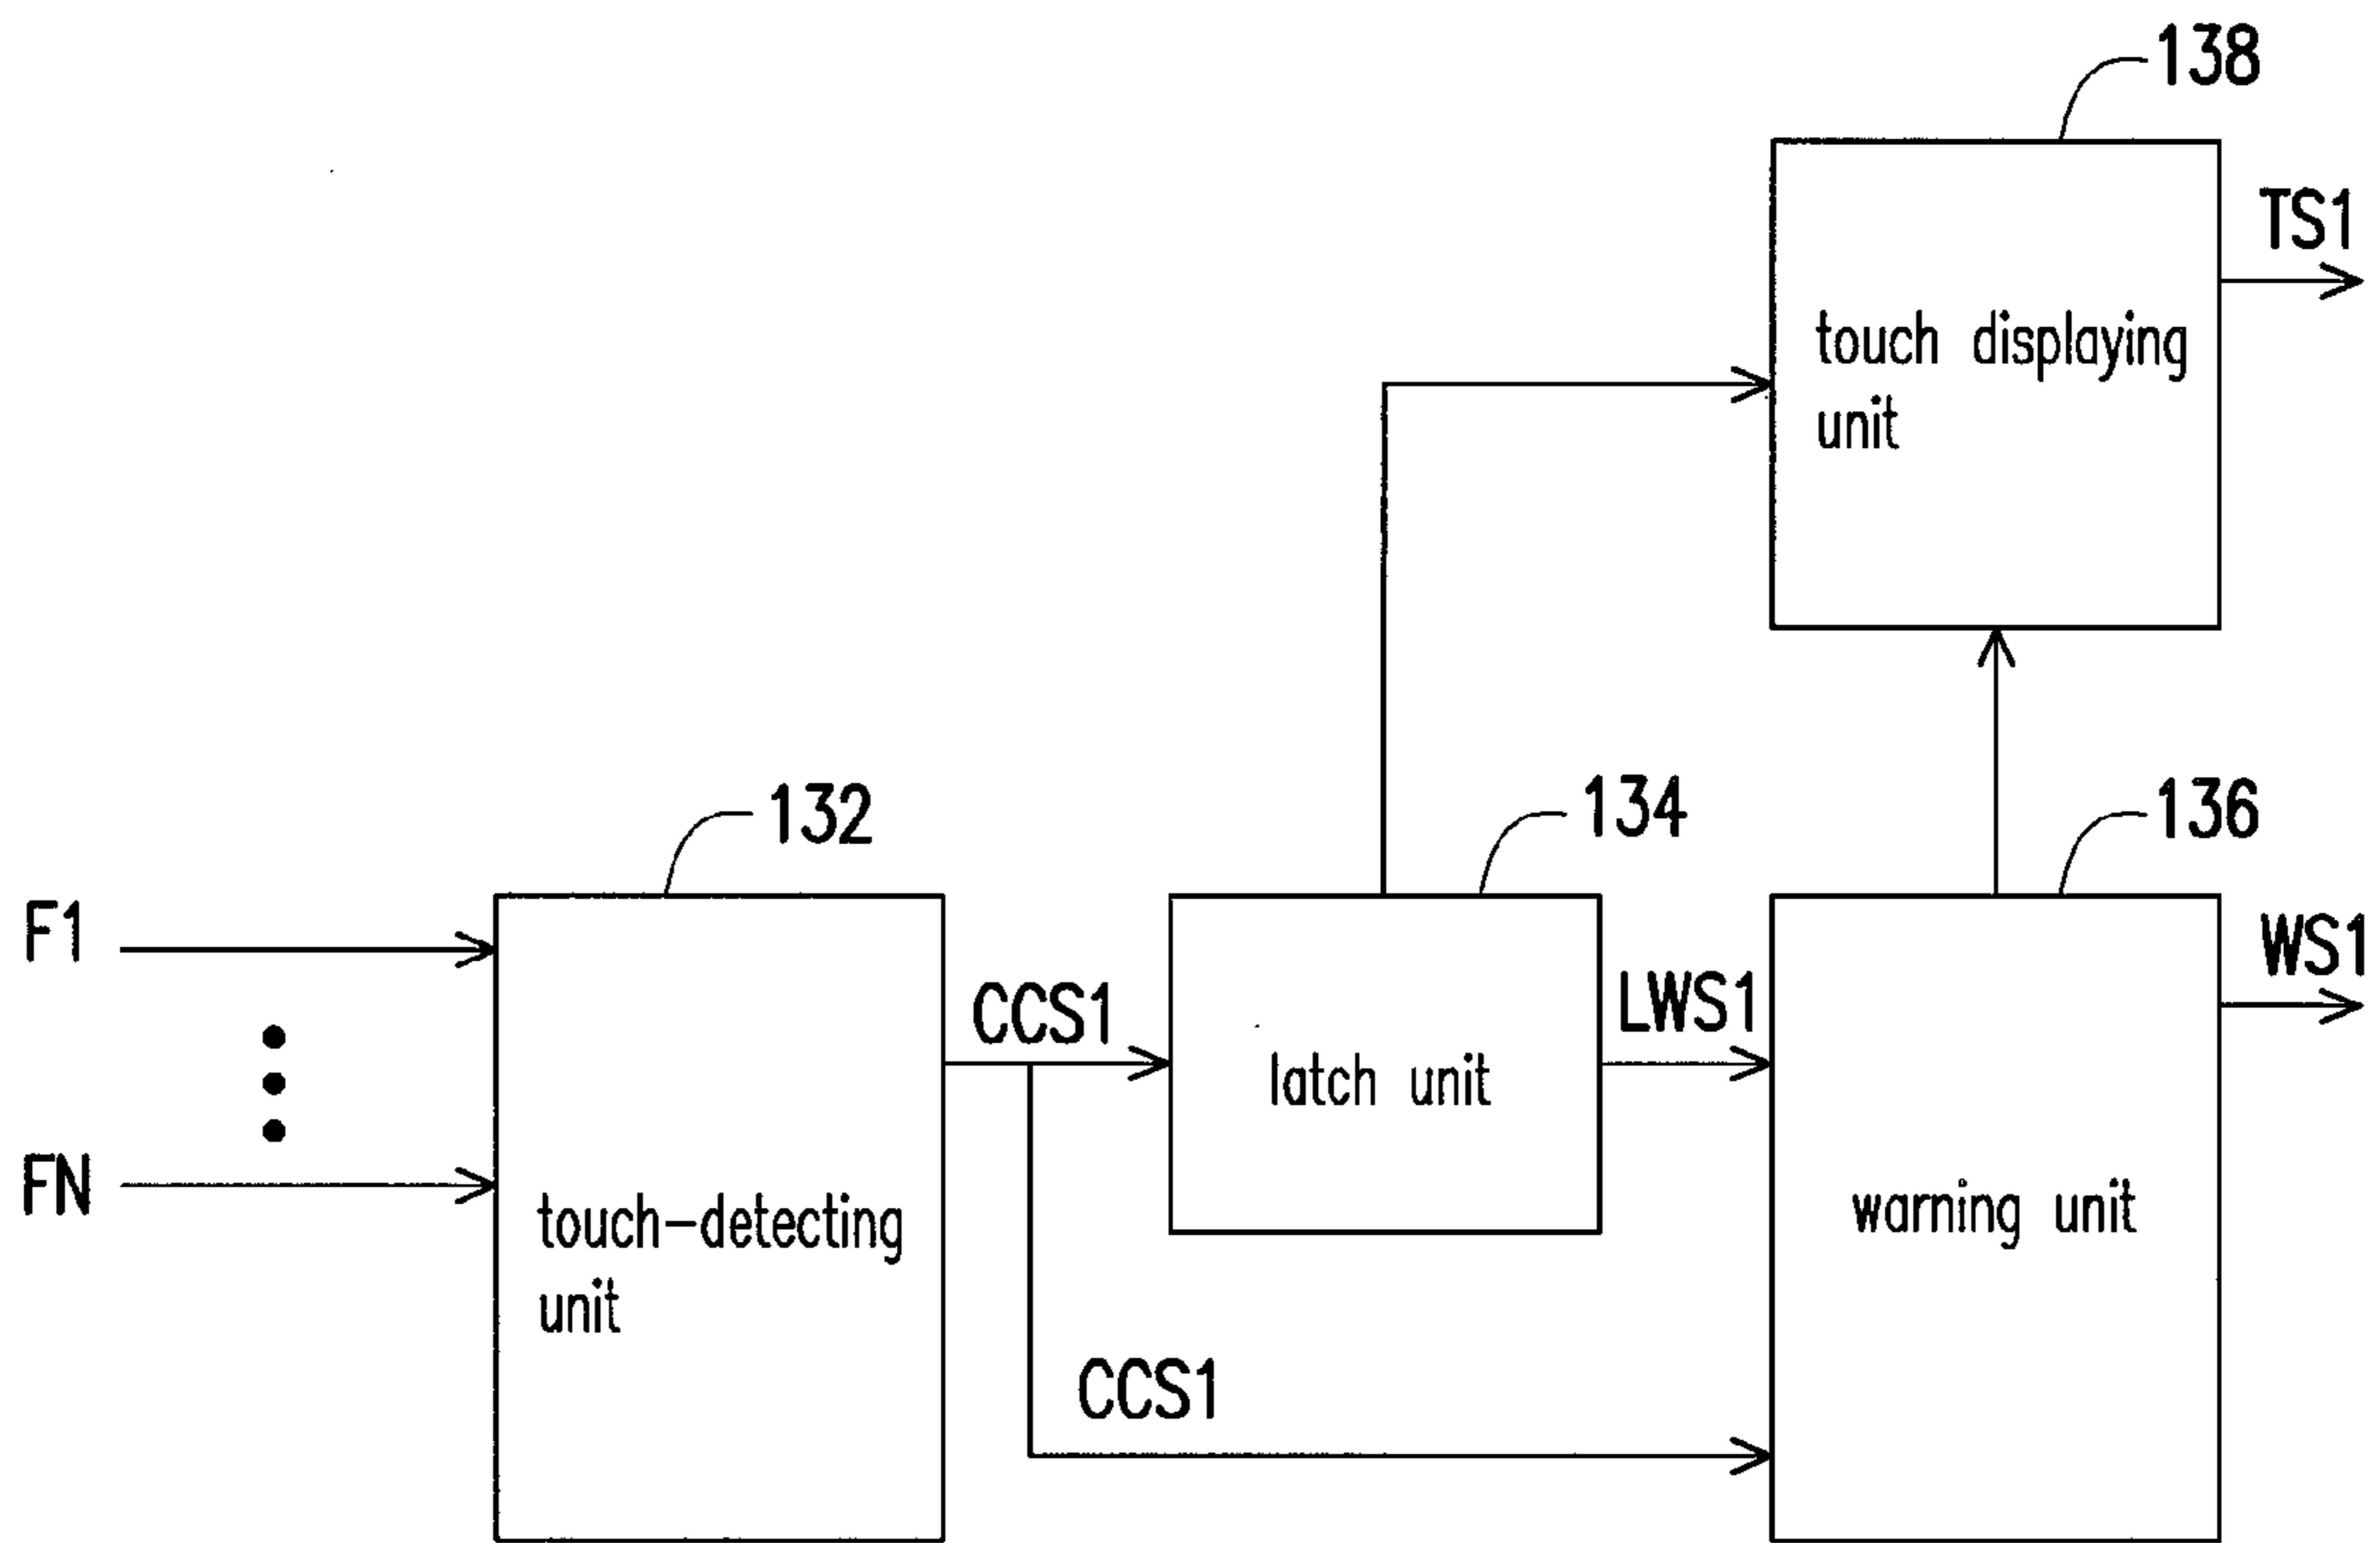 138
TS1
touch displaying
unit
132
134
136
F1
WS1
CCS1
LWS1
latch unit
FN
touch-detecting
unit
warning unit
CCS1